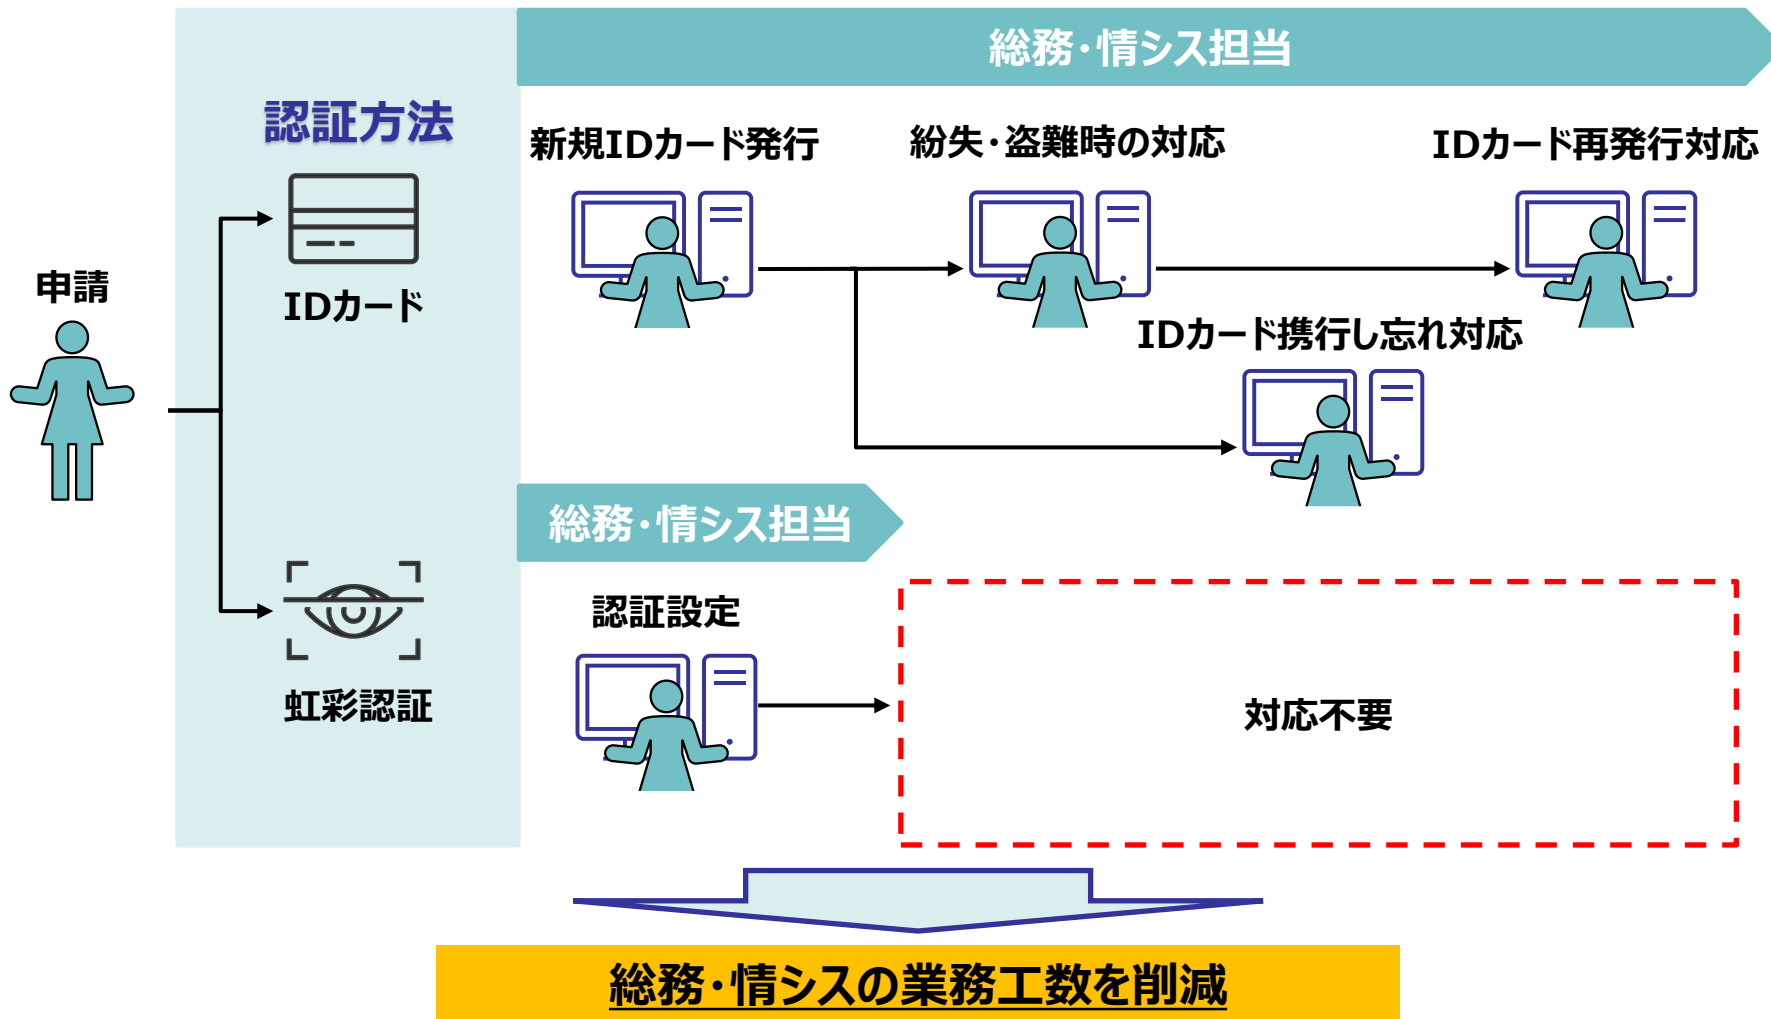 総務・情シス担当
認証方法
新規IDカード発行
紛失・盗難時の対応
IDカード再発行対応
申請
IDカード
IDカード携行し忘れ対応
総務・情シス担当
認証設定
虹彩認証
対応不要
総務・情シスの業務工数を削減